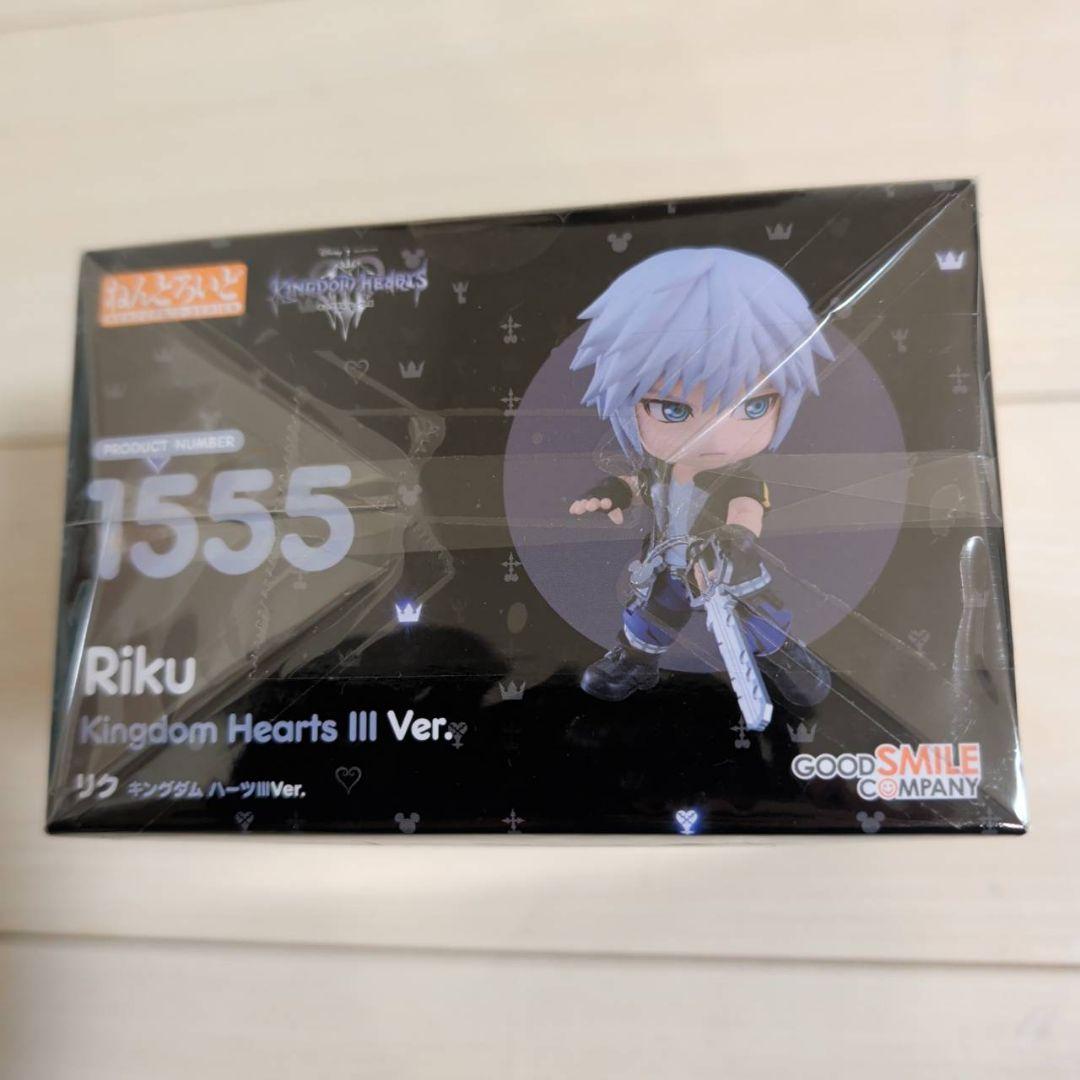 ねんどろいど
KINGDOM HEARTS
III
PRODUCT NUMBER
1555
Riku
Kingdom Hearts III Ver.
リク キングダム ハーツIIIVer.
GOOD SMILE
COMPANY